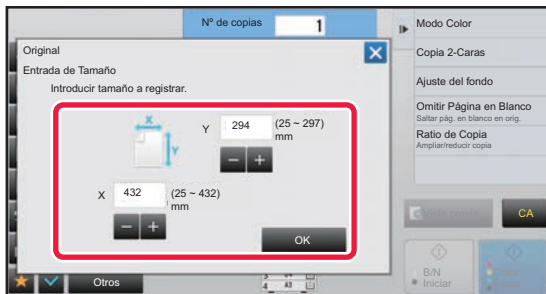 Nº de copias 1
Modo Color
Copia 2-Caras
Ajuste del fondo
Omitir Página en Blanco
Saltar pág. en blanco en orig.
Ratio de Copia
Ampliar/reducir copia
Original
Entrada de Tamaño
Introducir tamaño a registrar.
X
Y
Y 294 (25 ~ 297)
mm
X 432 (25 ~ 432)
mm
OK
CA
B/N
Iniciar
Otros
4 A3